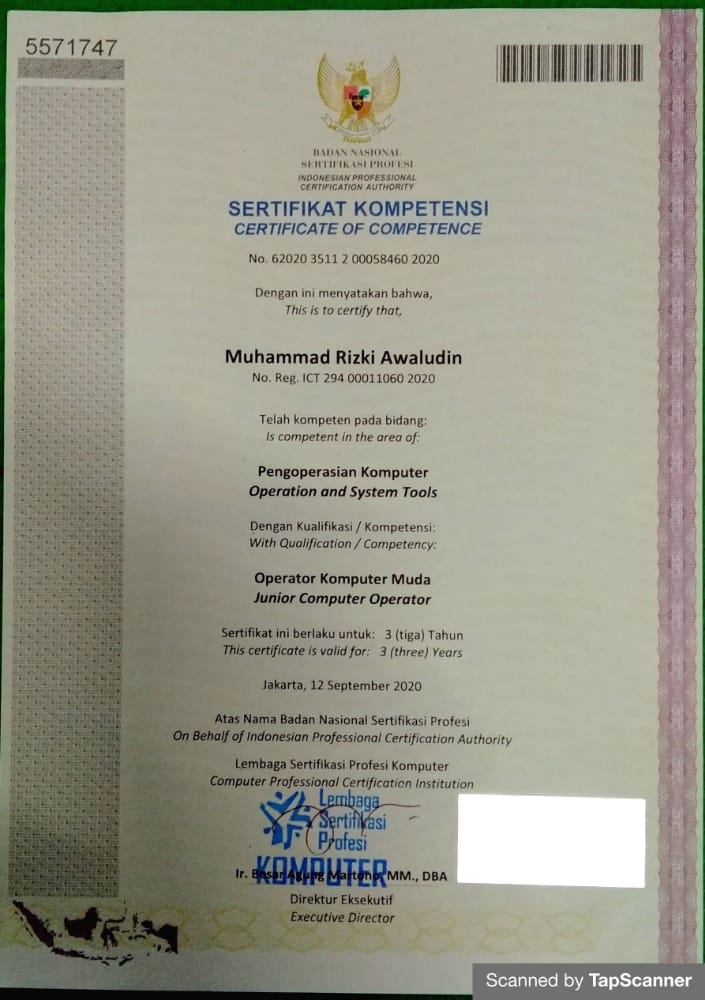 5571747
BADAN NASIONAL
SERTIFIKASI PROFESI
INDONESIAN PROFESSIONAL
CERTIFICATION AUTHORITY
SERTIFIKAT KOMPETENSI
CERTIFICATE OF COMPETENCE
No. 62020 3511 2 00058460 2020
Dengan ini menyatakan bahwa,
This is to certify that,
Muhammad Rizki Awaludin
No. Reg. ICT 294 00011060 2020
Telah kompeten pada bidang:
Is competent in the area of:
Pengoperasian Komputer
Operation and System Tools
Dengan Kualifikasi / Kompetensi:
With Qualification / Competency:
Operator Komputer Muda
Junior Computer Operator
Sertifikat ini berlaku untuk: 3 (tiga) Tahun
This certificate is valid for: 3 (three) Years
Jakarta, 12 September 2020
Atas Nama Badan Nasional Sertifikasi Profesi
On Behalf of Indonesian Professional Certification Authority
Lembaga Sertifikasi Profesi Komputer
Computer Professional Certification Institution
Lembaga
Sertifikasi
Profesi
KOMPUTER
Ir. Besar Agung Martono, MM., DBA
Direktur Eksekutif
Executive Director
Scanned by TapScanner